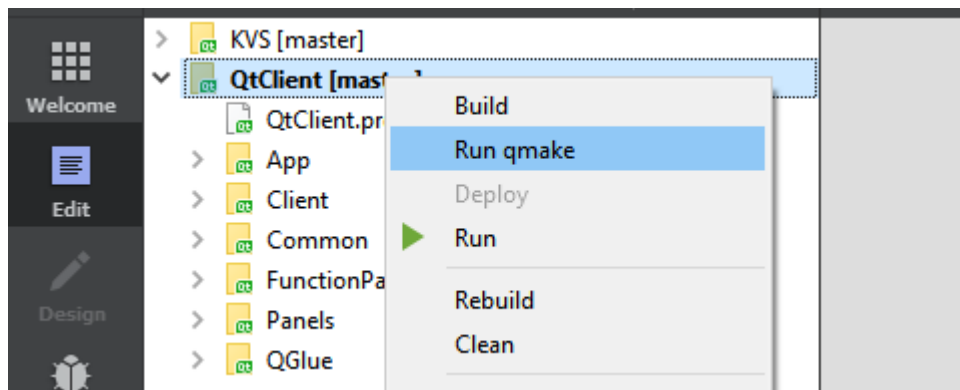 KVS [master]
QtClient [mast
QtClient.pr
App
Client
Common
FunctionPa
Panels
QGlue
Welcome
Edit
Design
Build
Run qmake
Deploy
Run
Rebuild
Clean